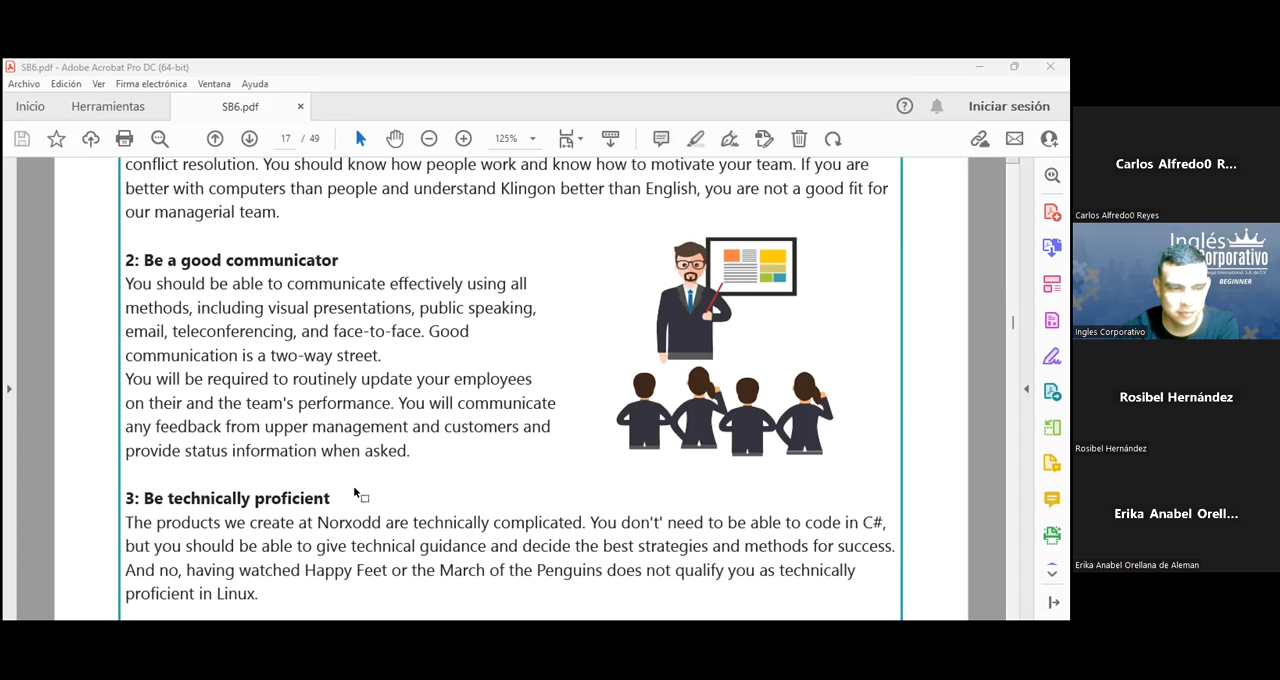 SB6.pdf - Adobe Acrobat Pro DC (64-bit)
Archivo Edición Ver Firma electrónica Ventana Ayuda
Inicio Herramientas SB6.pdf × Iniciar sesión
17 / 49 125%
conflict resolution. You should know how people work and know how to motivate your team. If you are
better with computers than people and understand Klingon better than English, you are not a good fit for
our managerial team.
2: Be a good communicator
You should be able to communicate effectively using all
methods, including visual presentations, public speaking,
email, teleconferencing, and face-to-face. Good
communication is a two-way street.
You will be required to routinely update your employees
on their and the team's perfomrance. You will communicate
any feedback from upper management and customers and
provide status information when asked.
3: Be technically proficient
The products we create at Norxodd are technically complicated. You don't' need to be able to code in C#,
but you should be able to give technical guidance and decide the best strategies and methods for success.
And no, having watched Happy Feet or the March of the Penguins does not qualify you as technically
proficient in Linux.
Carlos Alfredo0 R...
Carlos Alfredo0 Reyes
Inglés
Corporativo
BEGINNER
Ingles Corporativo
Rosibel Hernández
Rosibel Hernández
Erika Anabel Orell...
Erika Anabel Orellana de Aleman